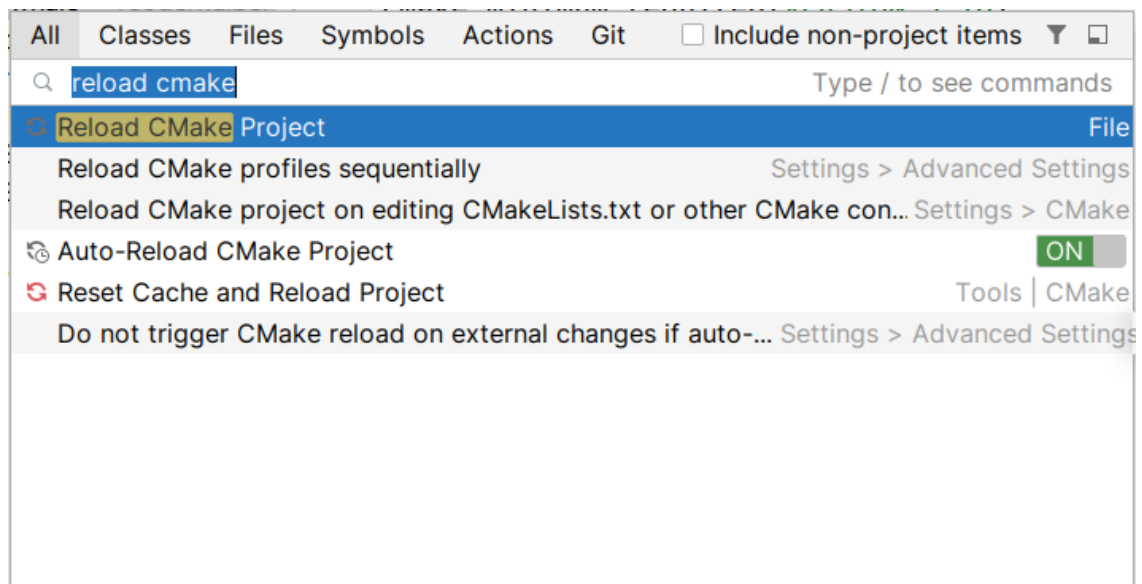 All Classes Files Symbols Actions Git Include non-project items
reload cmake Type / to see commands
Reload CMake Project File
Reload CMake profiles sequentially Settings > Advanced Settings
Reload CMake project on editing CMakeLists.txt or other CMake con... Settings > CMake
Auto-Reload CMake Project ON
Reset Cache and Reload Project Tools | CMake
Do not trigger CMake reload on external changes if auto-... Settings > Advanced Settings